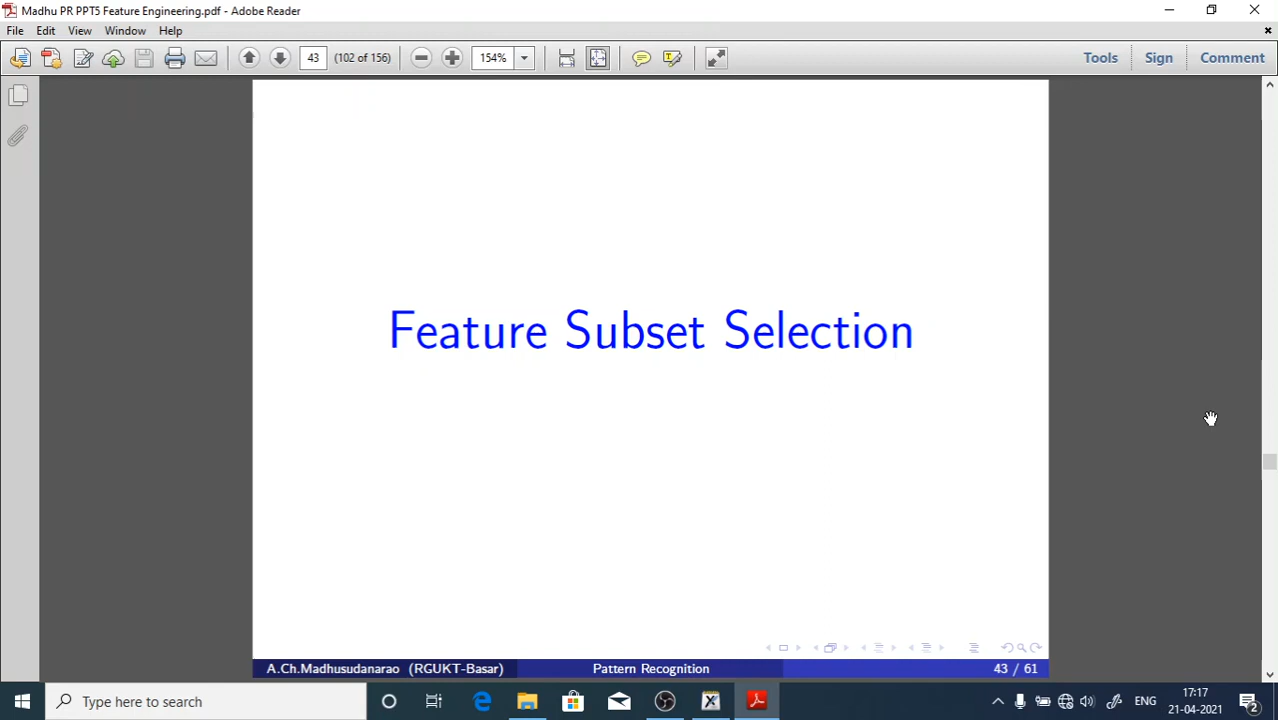 Madhu PR PPT5 Feature Engineering.pdf - Adobe Reader
File Edit View Window Help
43 (102 of 156) 154% Tools Sign Comment
Feature Subset Selection
A.Ch.Madhusudanarao (RGUKT-Basar) Pattern Recognition 43 / 61
Type here to search ENG 17:17 21-04-2021 2